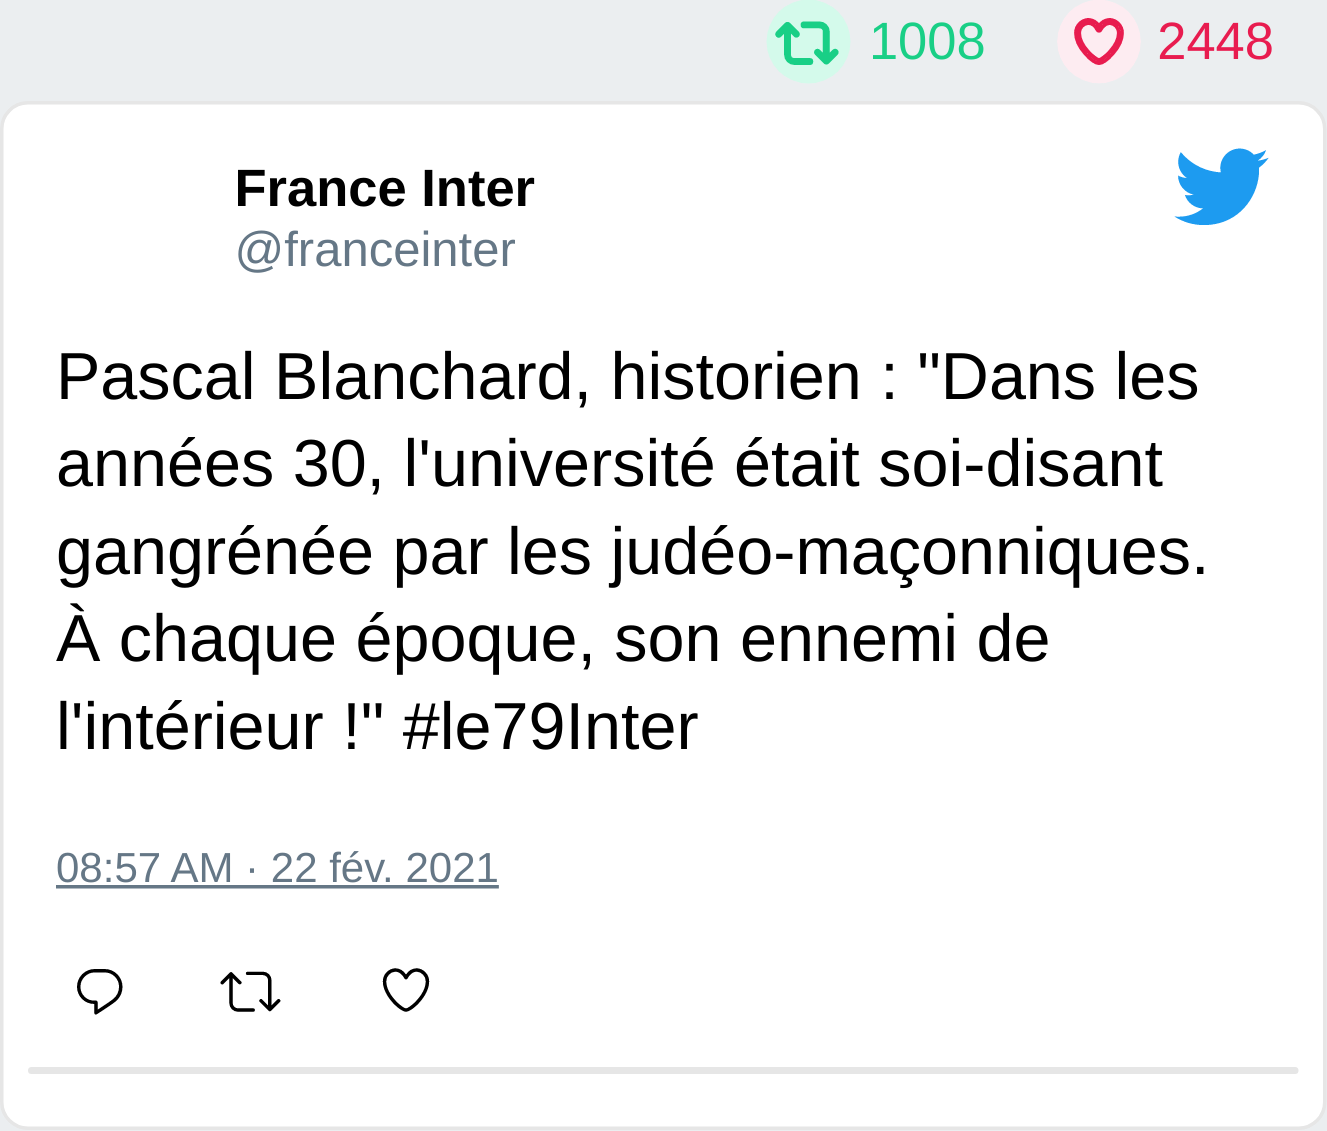 1008 2448
France Inter
@franceinter
Pascal Blanchard, historien : "Dans les
années 30, l'université était soi-disant
gangrénée par les judéo-maçonniques.
À chaque époque, son ennemi de
l'intérieur !" #le79Inter
08:57 AM · 22 fév. 2021